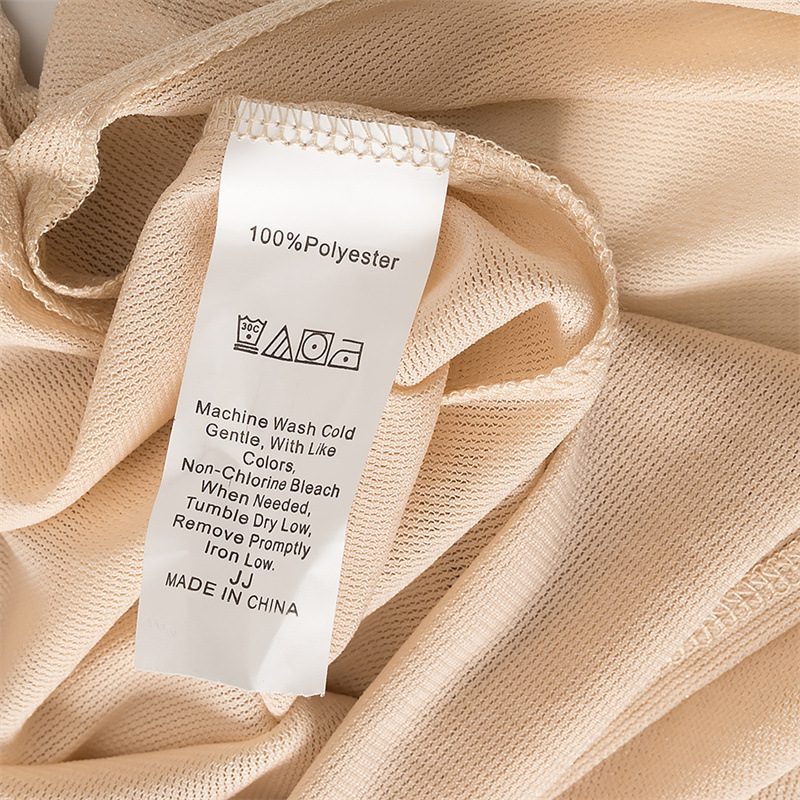 100%Polyester
30C
Machine Wash Cold
Gentle, With Like
Colors,
Non-Chlorine Bleach
When Needed,
Tumble Dry Low,
Remove Promptly
Iron Low.
JJ
MADE IN CHINA